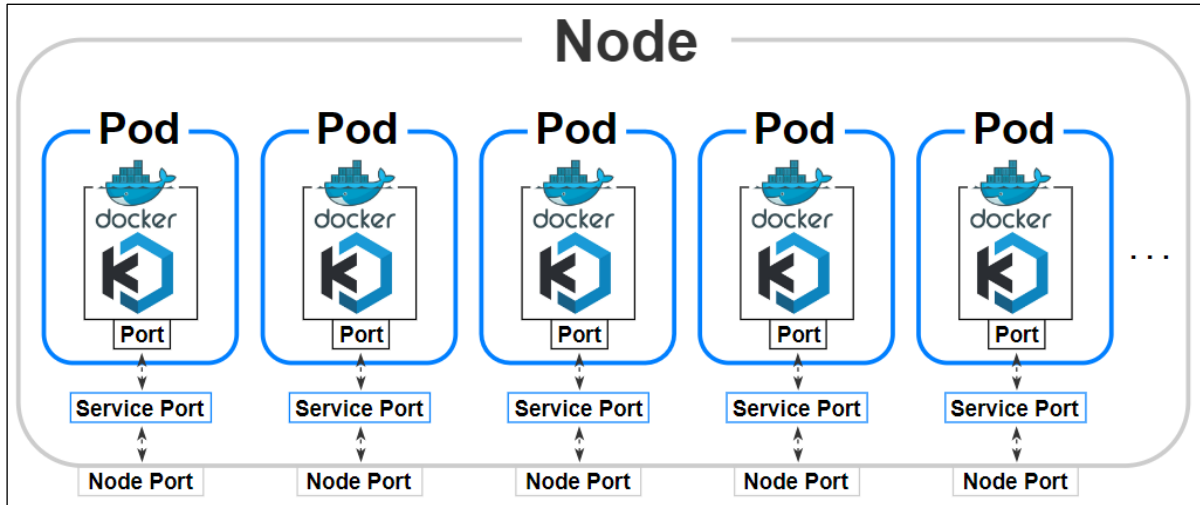 Node
Pod Pod Pod Pod Pod
docker docker docker docker docker
. . .
Port Port Port Port Port
Service Port Service Port Service Port Service Port Service Port
Node Port Node Port Node Port Node Port Node Port